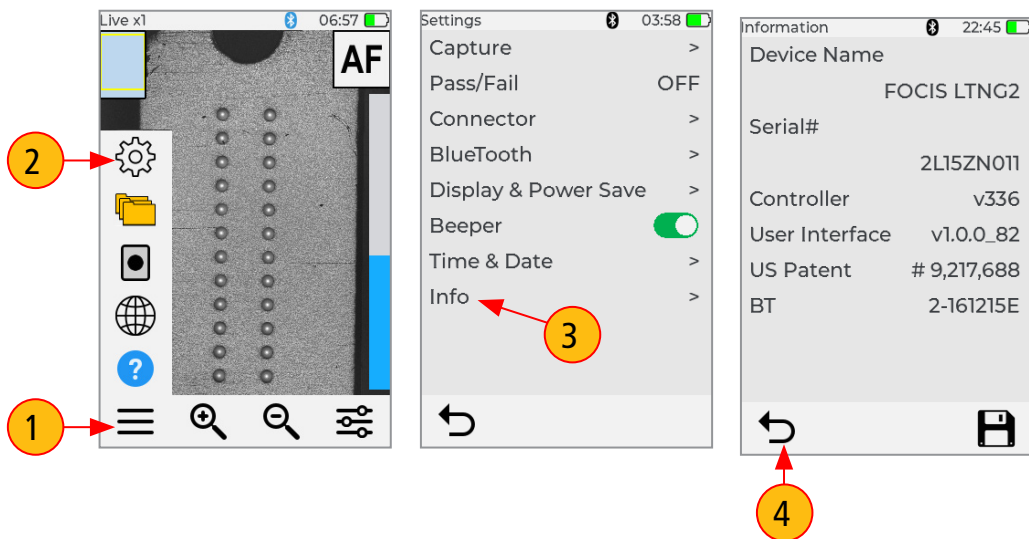 Live x1 06:57
AF
2
?
1
Settings 03:58
Capture >
Pass/Fail OFF
Connector >
BlueTooth >
Display & Power Save >
Beeper
Time & Date >
Info >
3
Information 22:45
Device Name
FOCIS LTNG2
Serial#
2L15ZN011
Controller v336
User Interface v1.0.0_82
US Patent # 9,217,688
BT 2-161215E
4